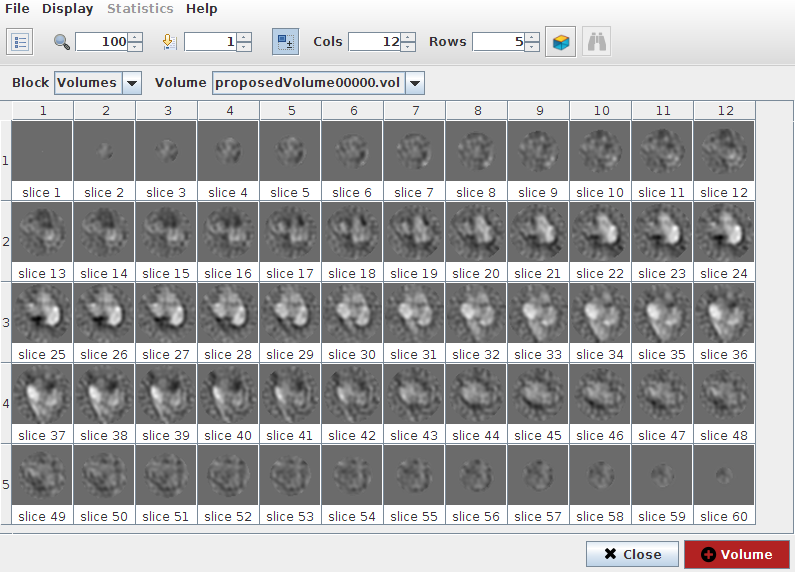 File Display Statistics Help
100 1 Cols 12 Rows 5
Block Volumes Volume proposedVolume00000.vol
1 2 3 4 5 6 7 8 9 10 11 12
1
slice 1 slice 2 slice 3 slice 4 slice 5 slice 6 slice 7 slice 8 slice 9 slice 10 slice 11 slice 12
2
slice 13 slice 14 slice 15 slice 16 slice 17 slice 18 slice 19 slice 20 slice 21 slice 22 slice 23 slice 24
3
slice 25 slice 26 slice 27 slice 28 slice 29 slice 30 slice 31 slice 32 slice 33 slice 34 slice 35 slice 36
4
slice 37 slice 38 slice 39 slice 40 slice 41 slice 42 slice 43 slice 44 slice 45 slice 46 slice 47 slice 48
5
slice 49 slice 50 slice 51 slice 52 slice 53 slice 54 slice 55 slice 56 slice 57 slice 58 slice 59 slice 60
Close Volume